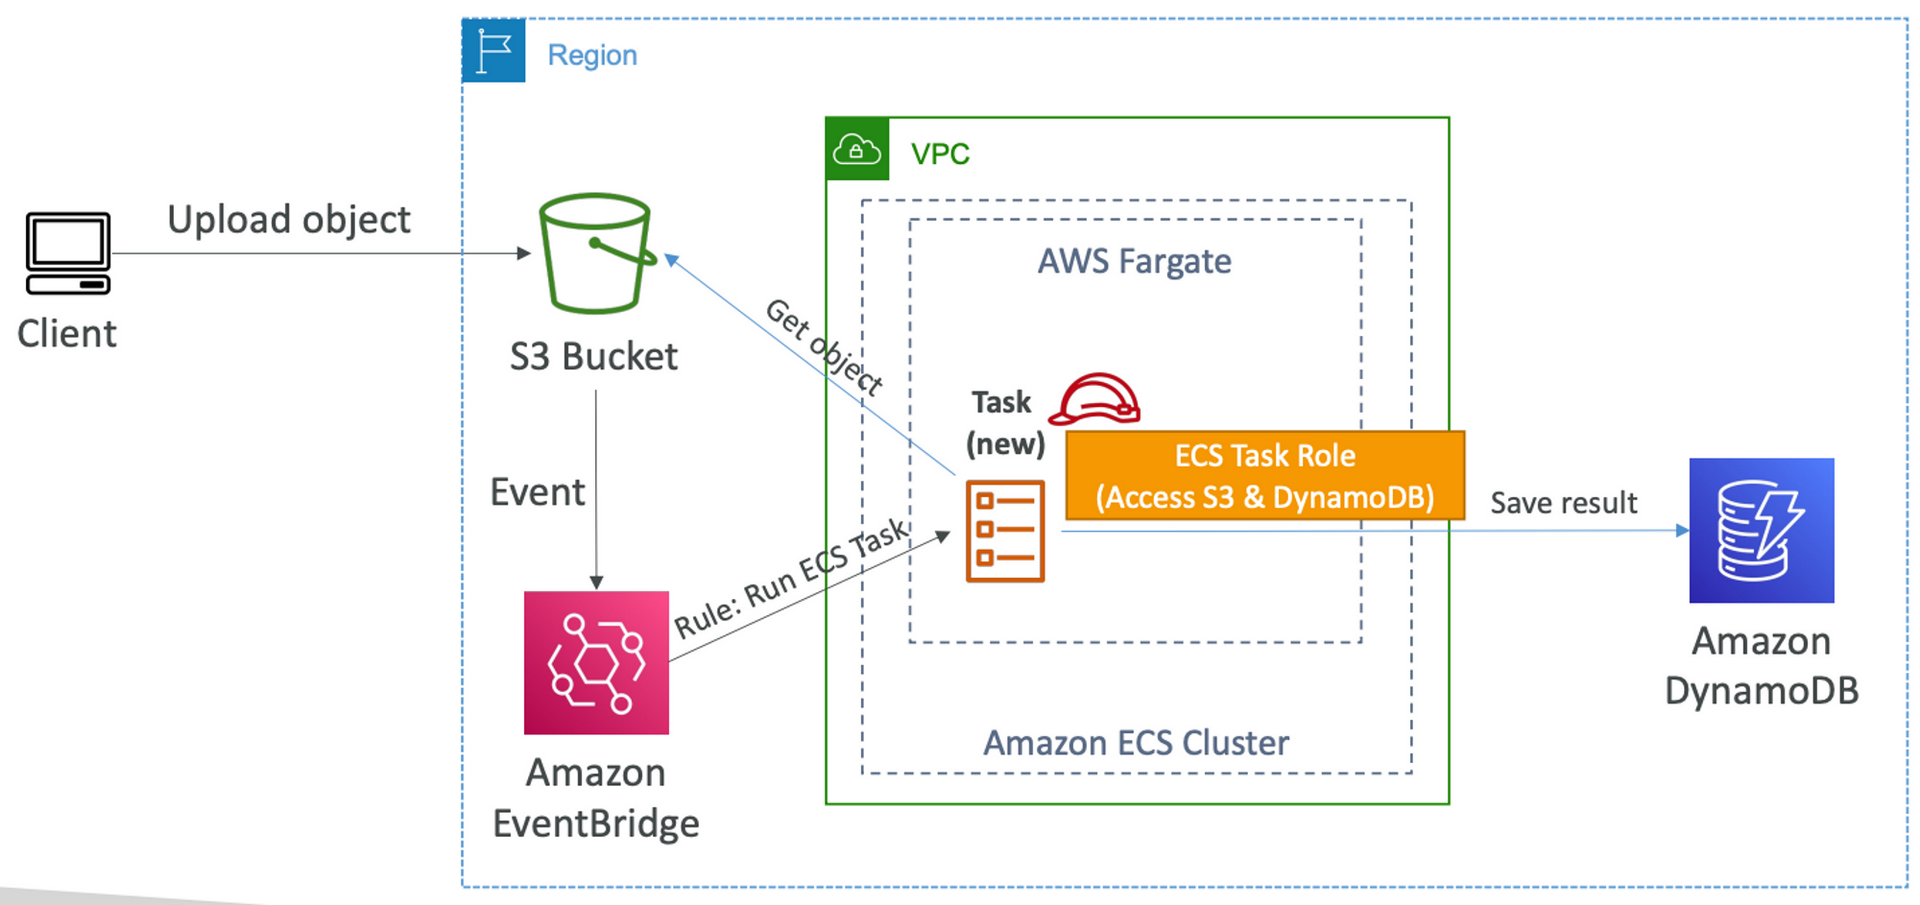 Region
VPC
Upload object
AWS Fargate
Client
S3 Bucket
Get object
Task
(new)
ECS Task Role
(Access S3 & DynamoDB)
Event
Save result
Rule: Run ECS Task
Amazon
DynamoDB
Amazon ECS Cluster
Amazon
EventBridge